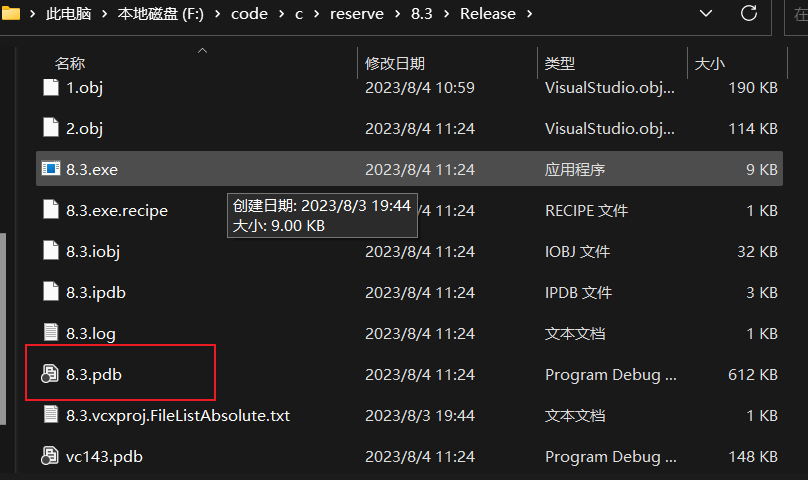 此电脑 > 本地磁盘 (F:) > code > c > reserve > 8.3 > Release > 在
名称 修改日期 类型 大小
1.obj 2023/8/4 10:59 VisualStudio.obj... 190 KB
2.obj 2023/8/4 11:24 VisualStudio.obj... 114 KB
8.3.exe 2023/8/4 11:24 应用程序 9 KB
8.3.exe.recipe 2023/8/4 11:24 RECIPE 文件 1 KB
创建日期: 2023/8/3 19:44
大小: 9.00 KB
8.3.iobj 2023/8/4 11:24 IOBJ 文件 32 KB
8.3.ipdb 2023/8/4 11:24 IPDB 文件 3 KB
8.3.log 2023/8/4 11:24 文本文档 1 KB
8.3.pdb 2023/8/4 11:24 Program Debug ... 612 KB
8.3.vcxproj.FileListAbsolute.txt 2023/8/3 19:44 文本文档 1 KB
vc143.pdb 2023/8/4 11:24 Program Debug ... 148 KB